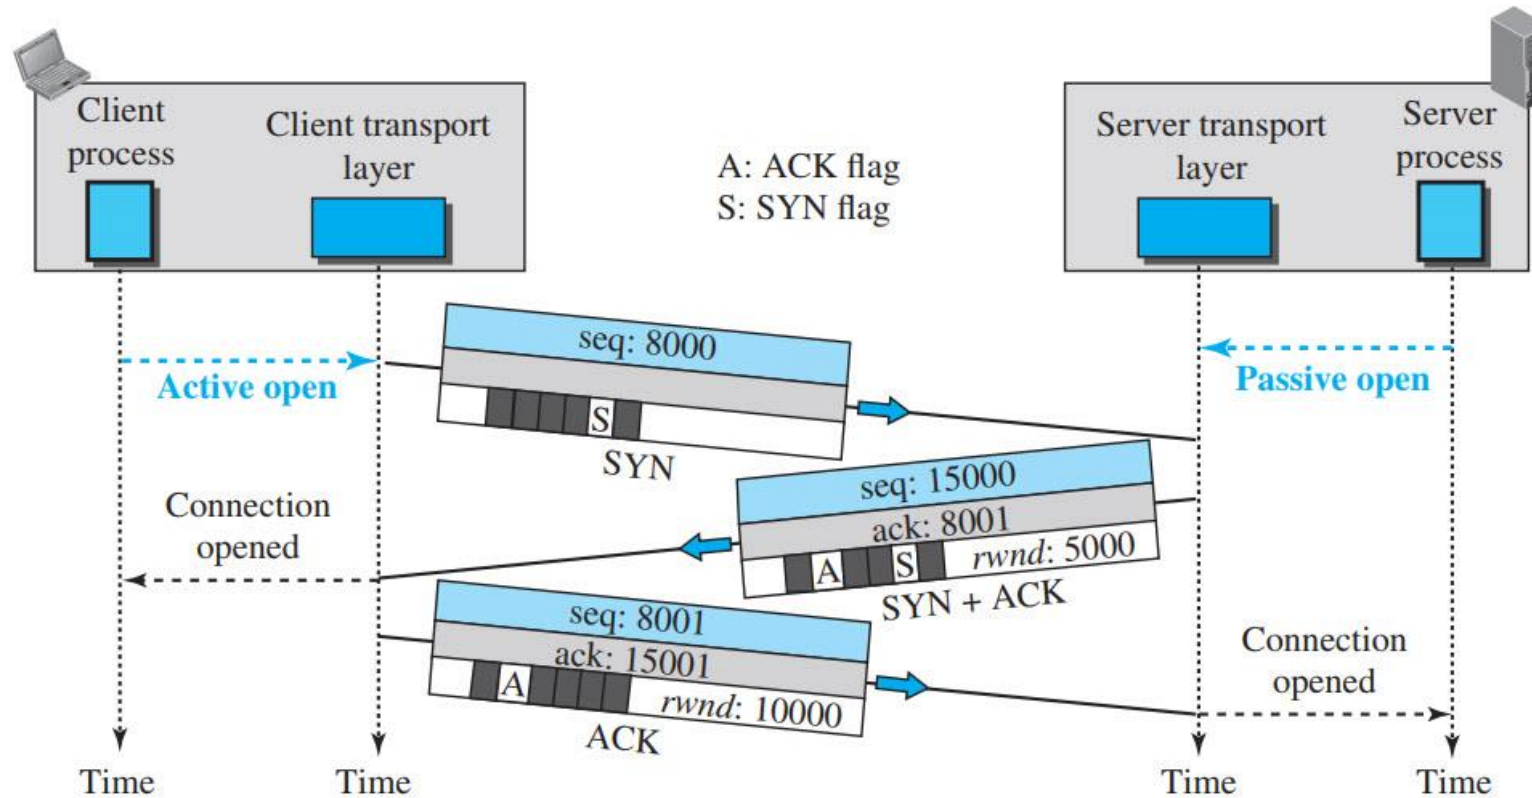 Client
process
Client transport
layer
A: ACK flag
S: SYN flag
Server transport
layer
Server
process
seq: 8000
S
SYN
Active open
Passive open
seq: 15000
ack: 8001
A S rwnd: 5000
SYN + ACK
Connection
opened
seq: 8001
ack: 15001
A rwnd: 10000
ACK
Connection
opened
Time
Time
Time
Time